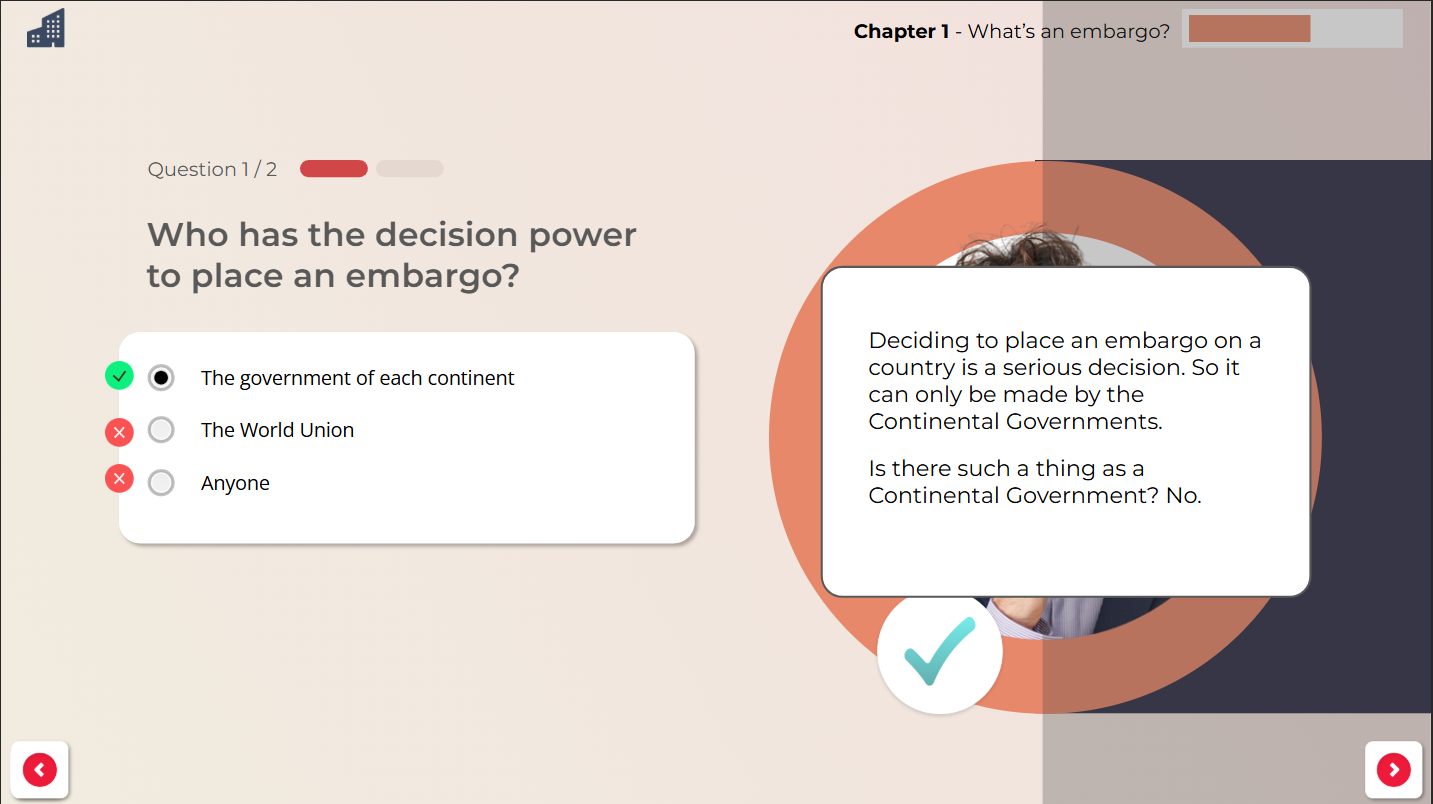 Chapter 1 - What's an embargo?
Question 1 / 2
Who has the decision power
to place an embargo?
The government of each continent
The World Union
Anyone
Deciding to place an embargo on a
country is a serious decision. So it
can only be made by the
Continental Governments.
Is there such a thing as a
Continental Government? No.